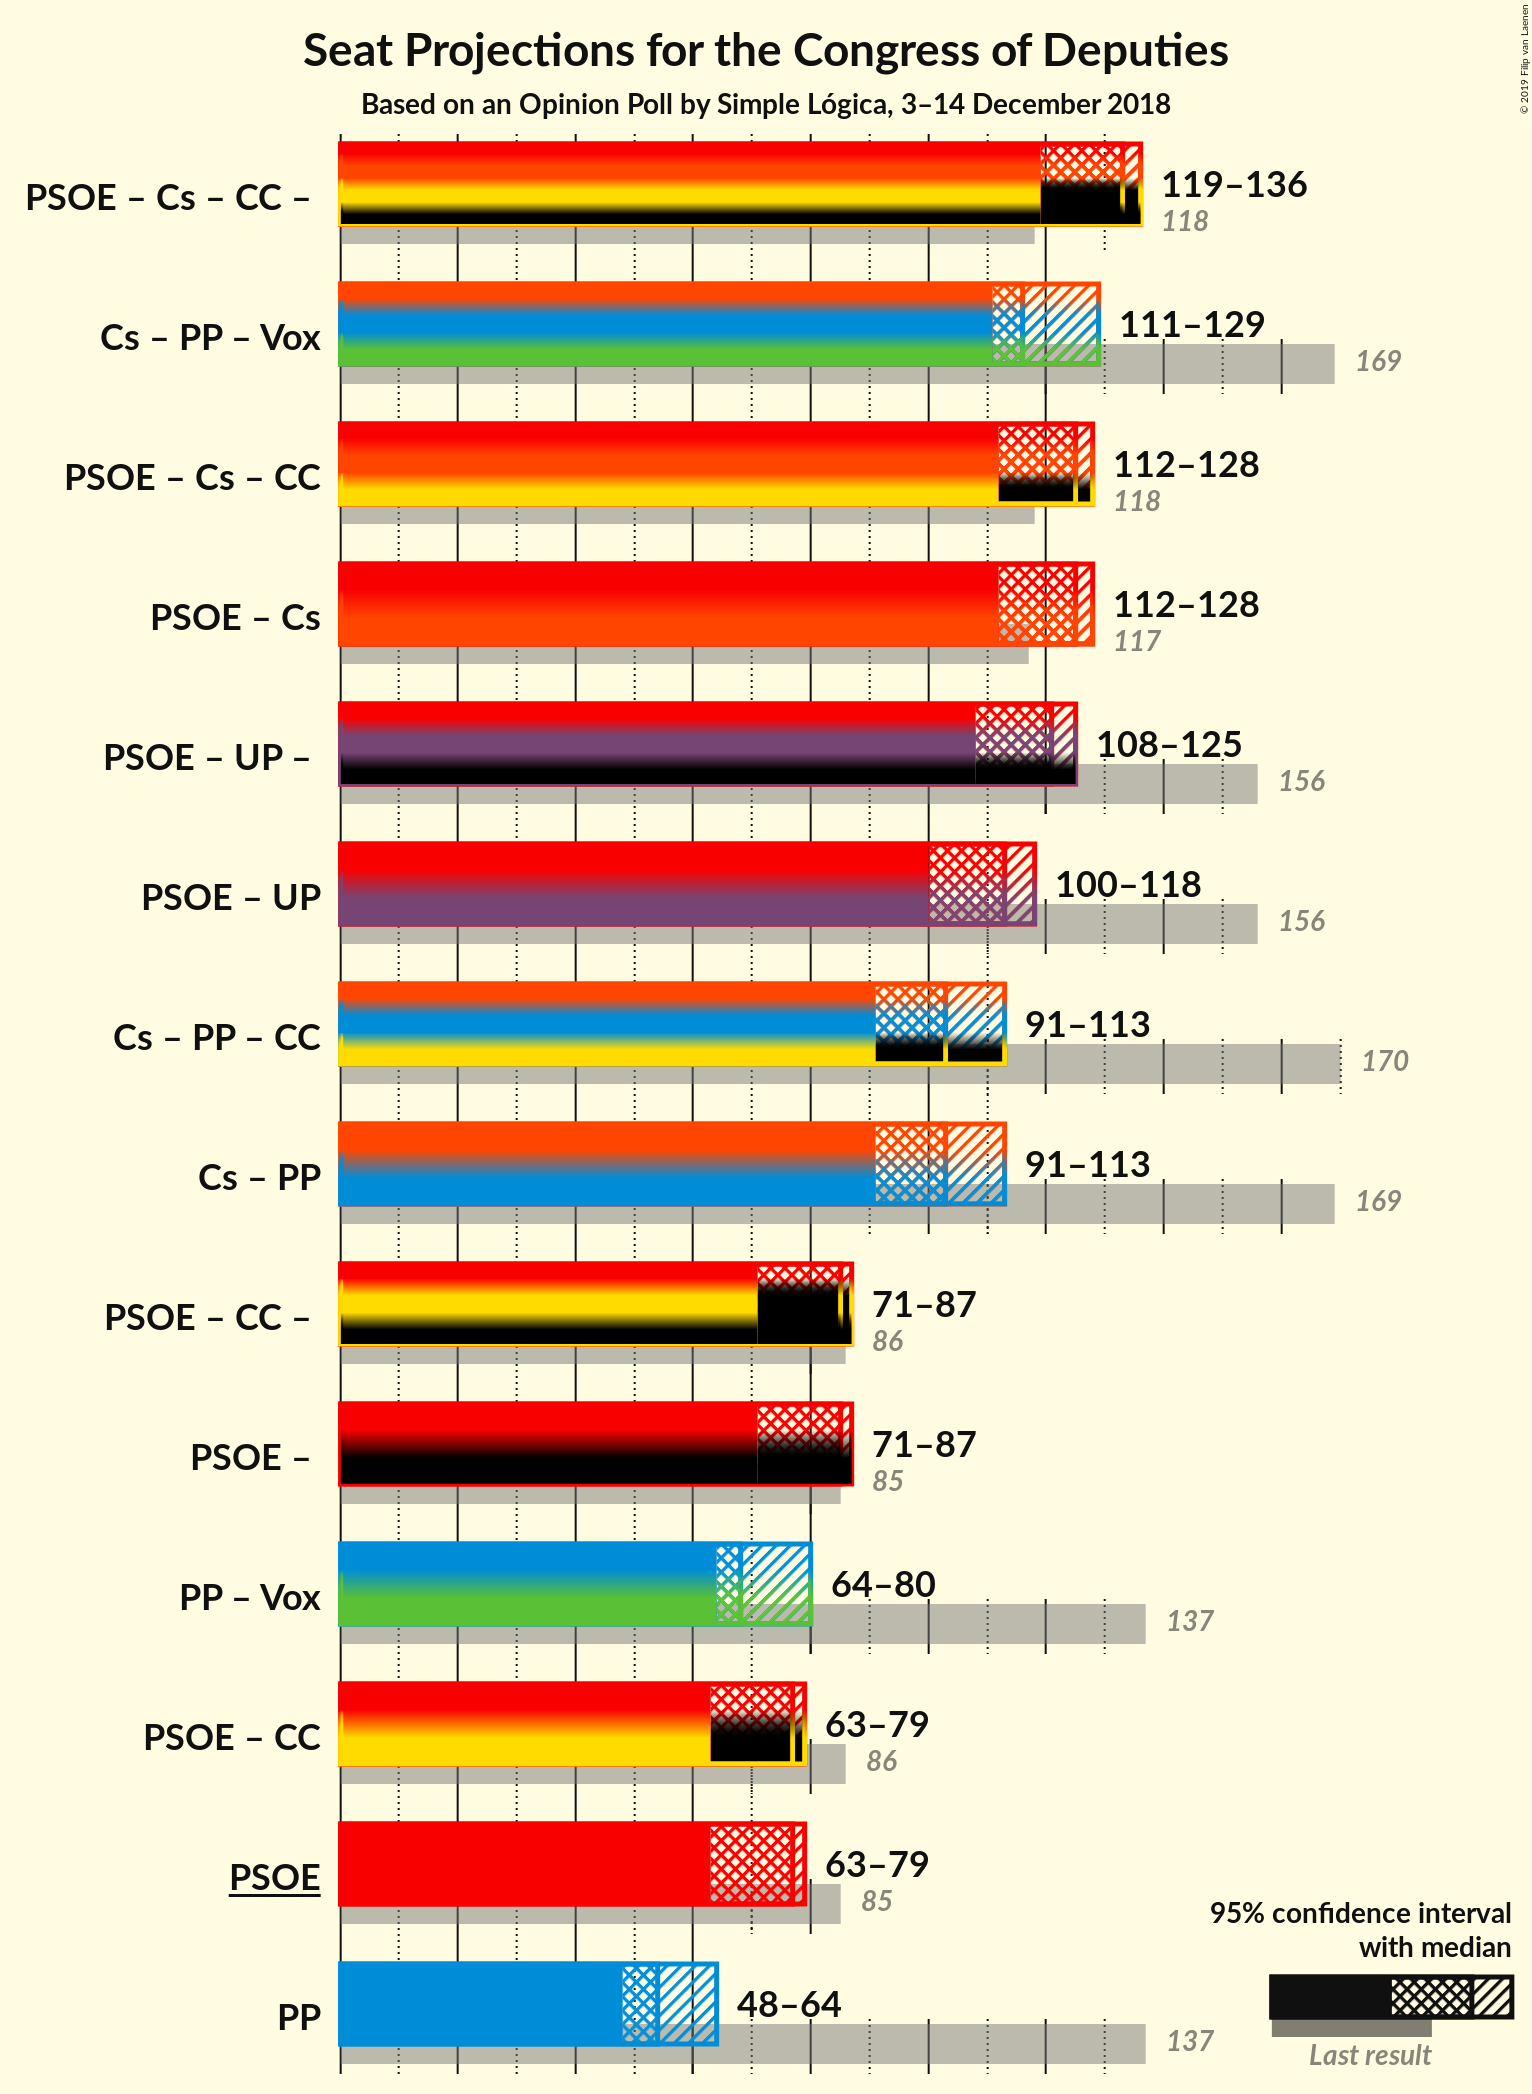 Seat Projections for the Congress of Deputies
Based on an Opinion Poll by Simple Lógica, 3–14 December 2018
© 2019 Filip van Laenen
PSOE – Cs – CC –
119–136
118
Cs – PP – Vox
111–129
169
PSOE – Cs – CC
112–128
118
PSOE – Cs
112–128
117
PSOE – UP –
108–125
156
PSOE – UP
100–118
156
Cs – PP – CC
91–113
170
Cs – PP
91–113
169
PSOE – CC –
71–87
86
PSOE –
71–87
85
PP – Vox
64–80
137
PSOE – CC
63–79
86
PSOE
63–79
85
PP
48–64
137
95% confidence interval
with median
Last result